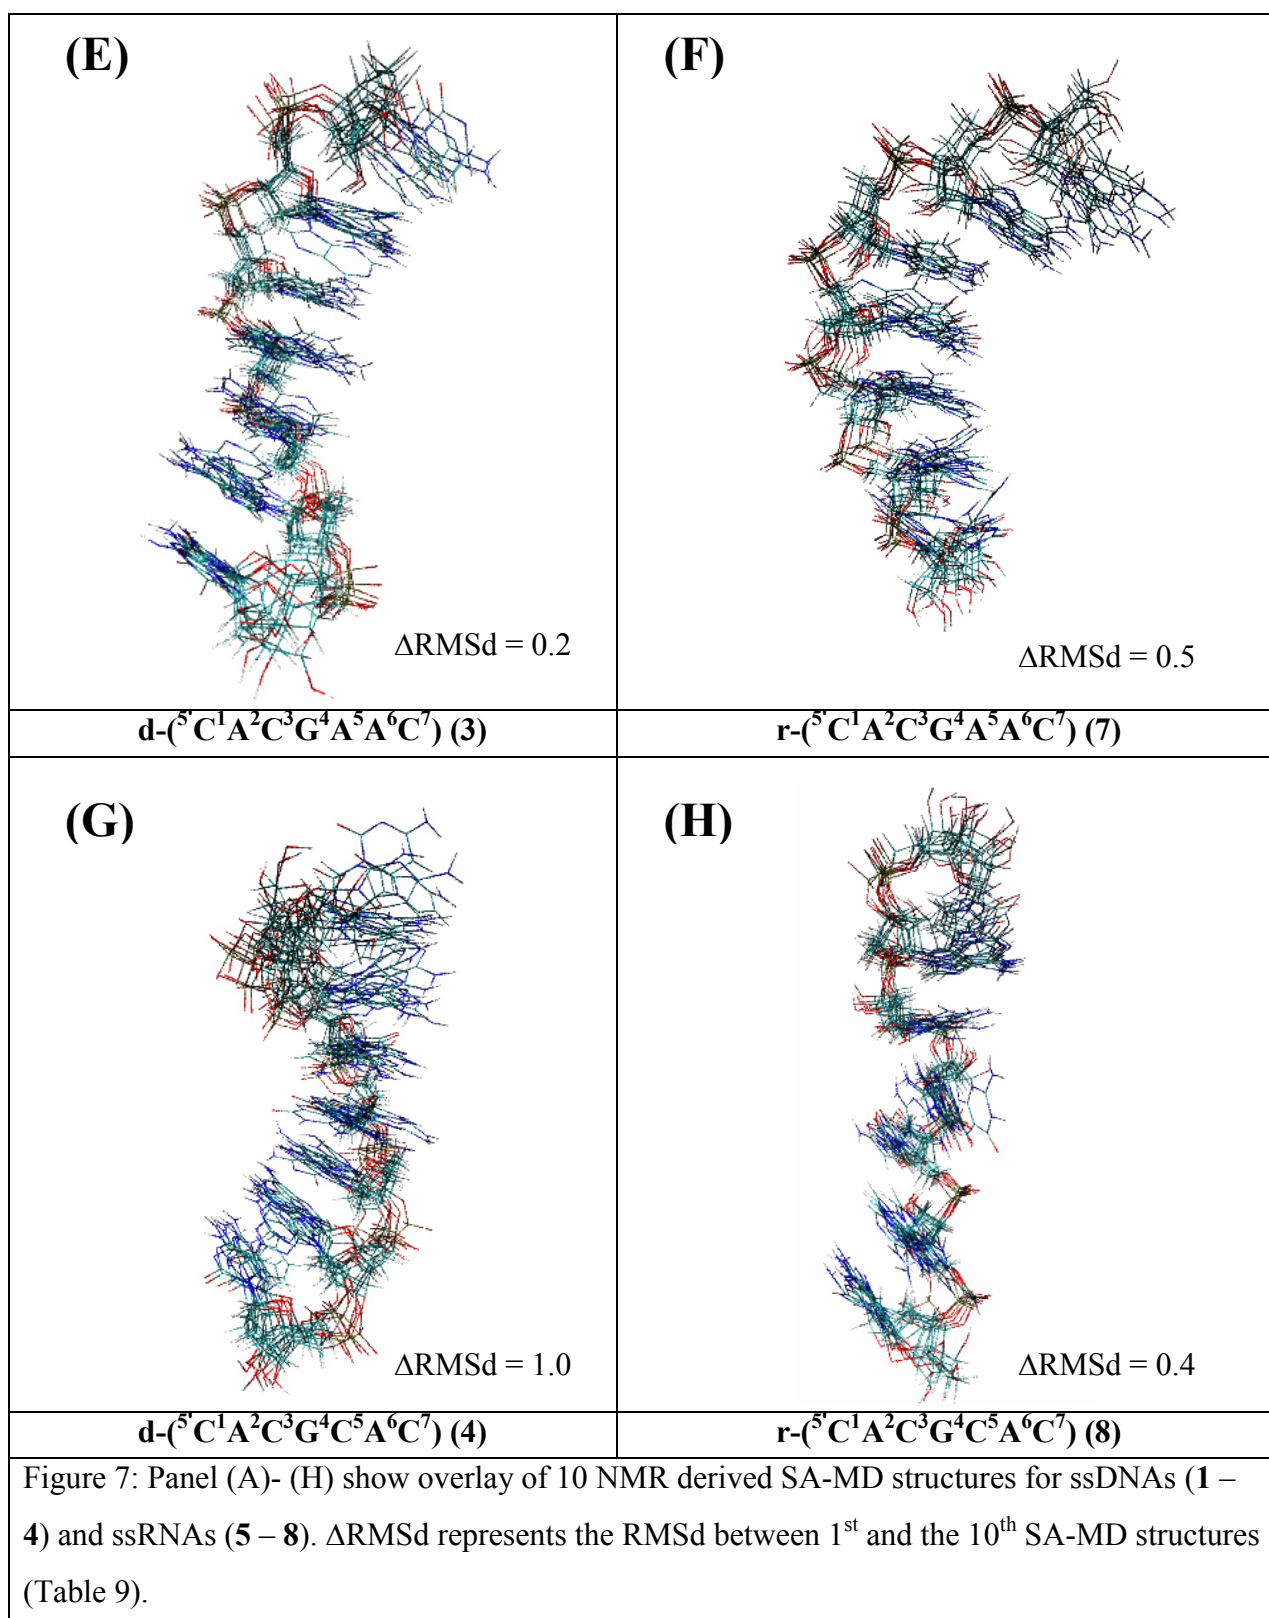 (E)
(F)
ΔRMSd = 0.2
ΔRMSd = 0.5
d-(⁵'C¹A²C³G⁴A⁵A⁶C⁷) (3)
r-(⁵'C¹A²C³G⁴A⁵A⁶C⁷) (7)
(G)
(H)
ΔRMSd = 1.0
ΔRMSd = 0.4
d-(⁵'C¹A²C³G⁴C⁵A⁶C⁷) (4)
r-(⁵'C¹A²C³G⁴C⁵A⁶C⁷) (8)
Figure 7: Panel (A)- (H) show overlay of 10 NMR derived SA-MD structures for ssDNAs (1 –
4) and ssRNAs (5 – 8). ΔRMSd represents the RMSd between 1ˢᵗ and the 10ᵗʰ SA-MD structures
(Table 9).